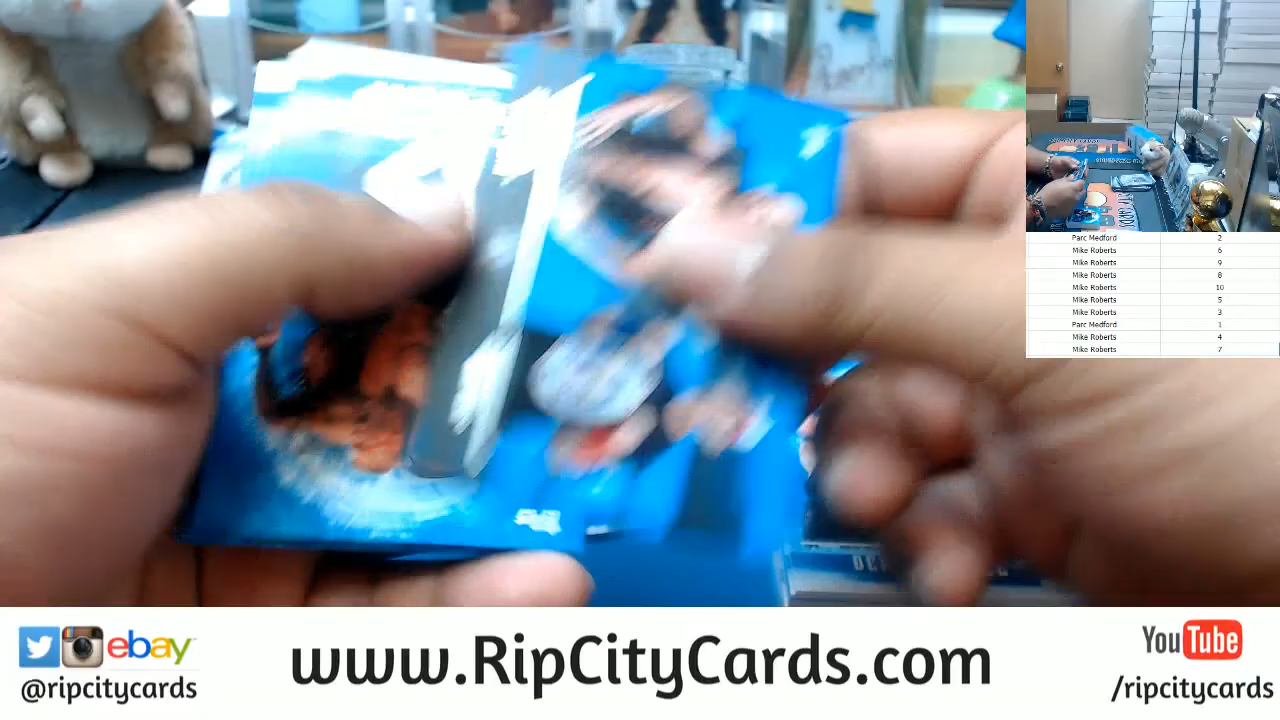 Parc Medford 2
Mike Roberts 6
Mike Roberts 9
Mike Roberts 8
Mike Roberts 10
Mike Roberts 5
Mike Roberts 3
Parc Medford 1
Mike Roberts 4
Mike Roberts 7
ebay
@ripcitycards
www.RipCityCards.com
YouTube
/ripcitycards